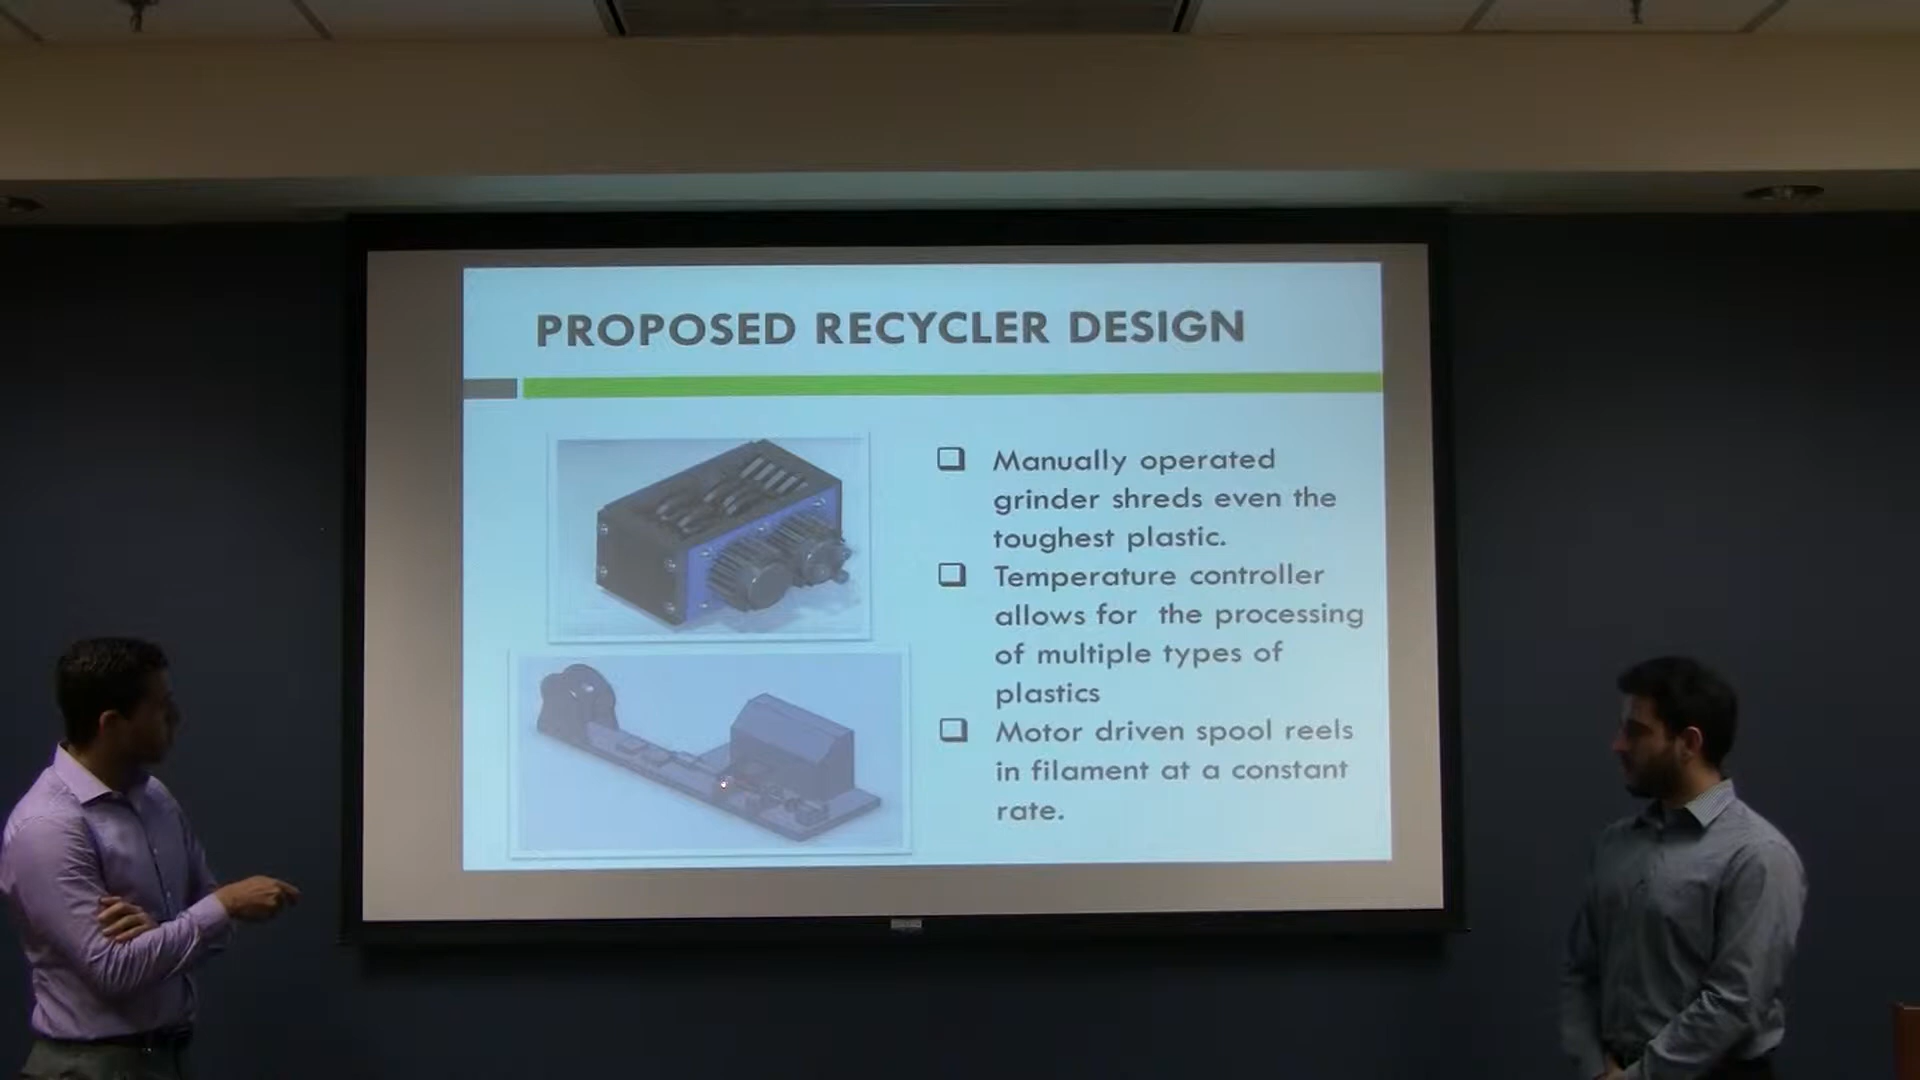 PROPOSED RECYCLER DESIGN
Manually operated
grinder shreds even the
toughest plastic.
Temperature controller
allows for the processing
of multiple types of
plastics
Motor driven spool reels
in filament at a constant
rate.